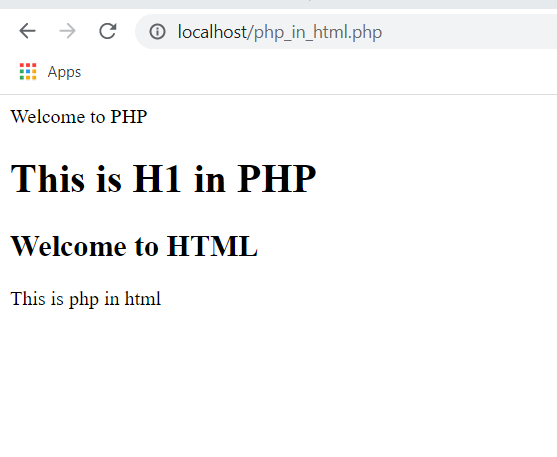 localhost/php_in_html.php
Apps
Welcome to PHP
This is H1 in PHP
Welcome to HTML
This is php in html